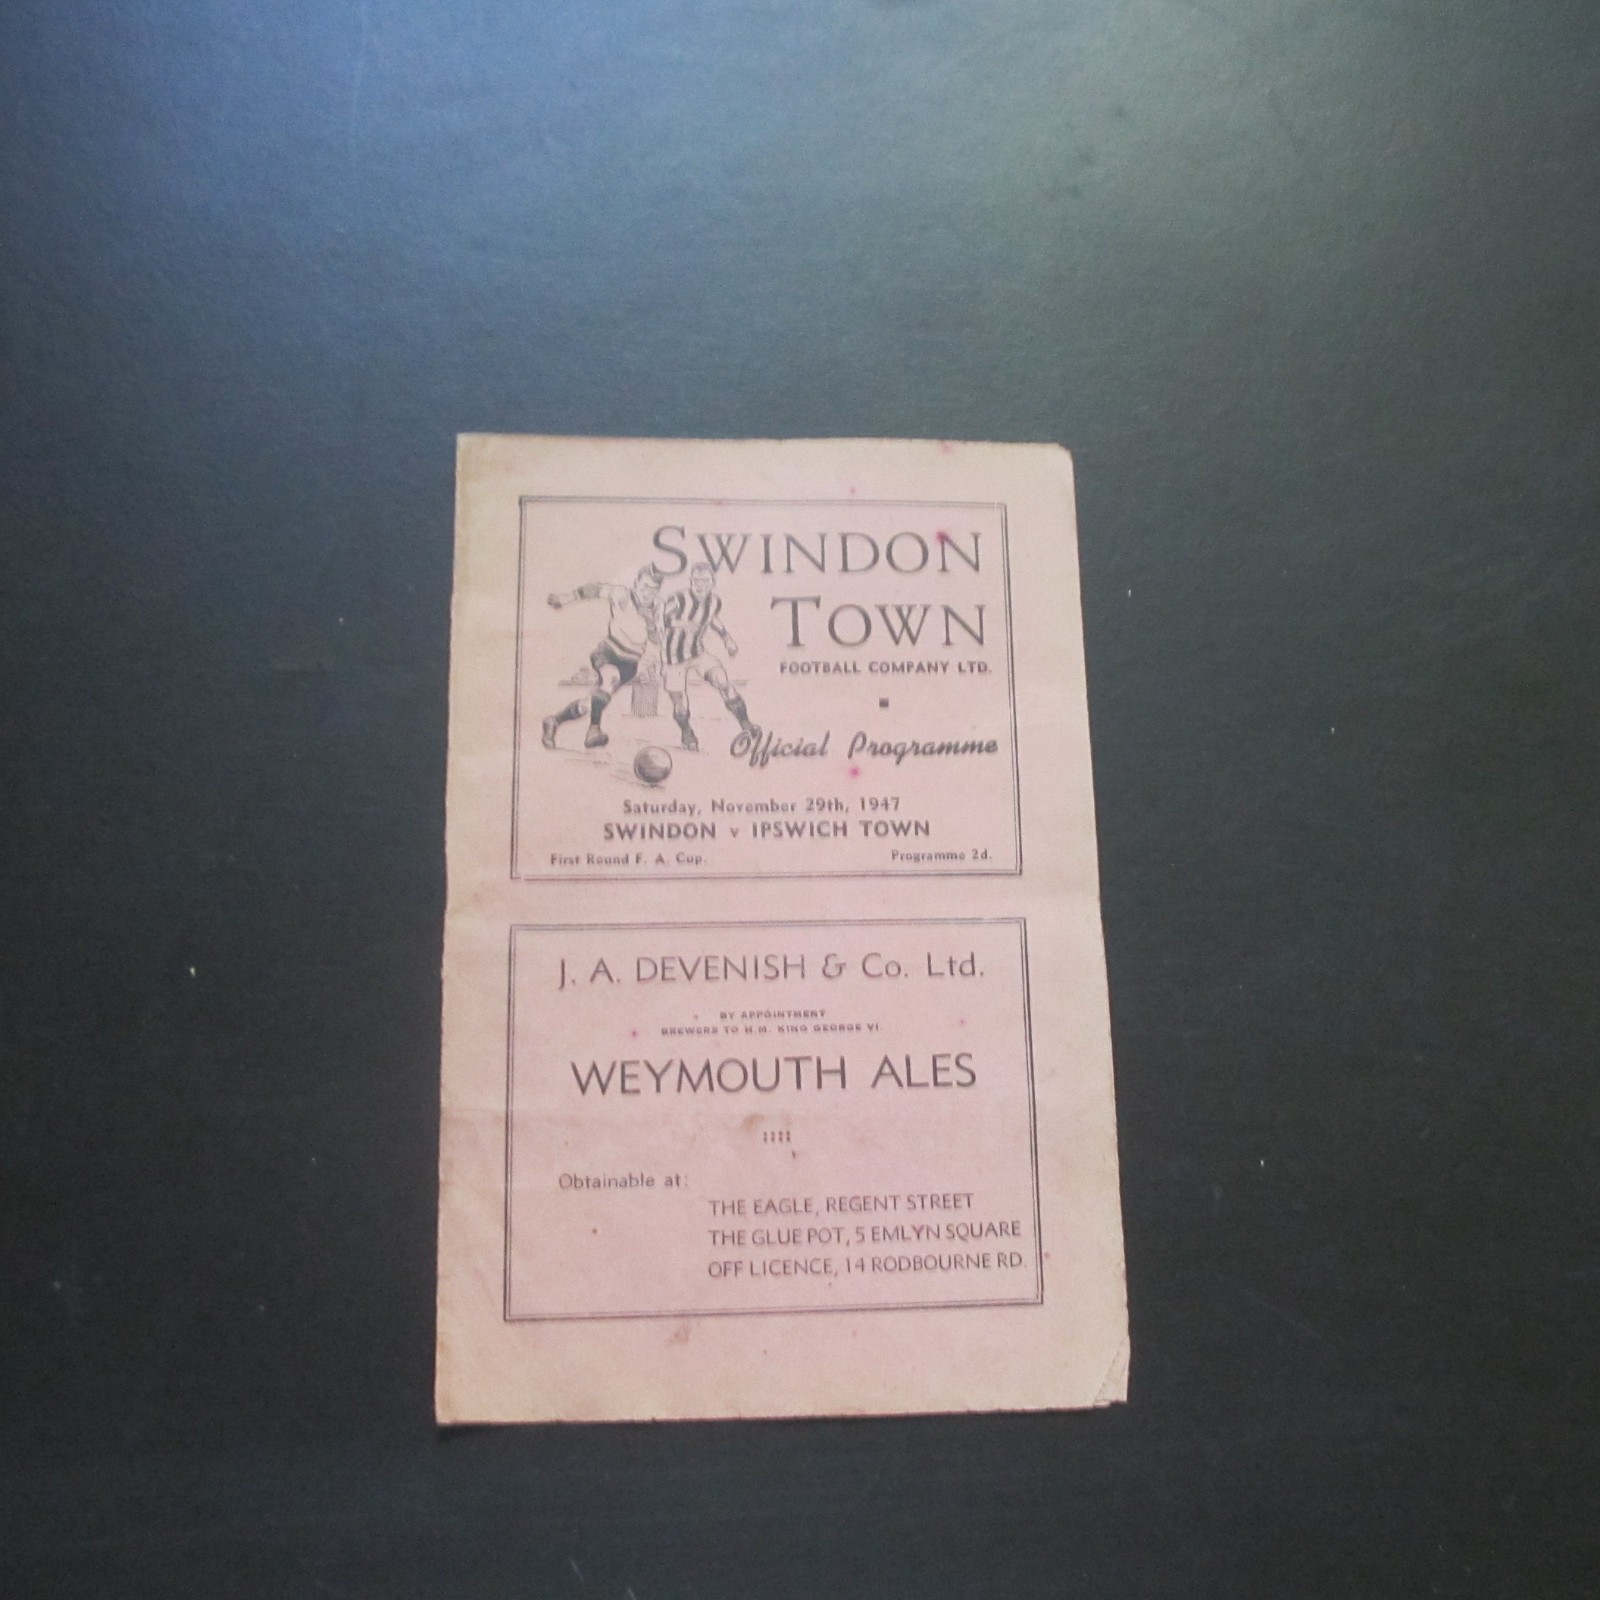 SWINDON
TOWN
FOOTBALL COMPANY LTD.
Official Programme
Saturday, November 29th, 1947
SWINDON v IPSWICH TOWN
First Round F. A. Cup.
Programme 2d.
J. A. DEVENISH & Co. Ltd.
BY APPOINTMENT
BREWERS TO H.M. KING GEORGE VI.
WEYMOUTH ALES
Obtainable at:
THE EAGLE, REGENT STREET
THE GLUE POT, 5 EMLYN SQUARE
OFF LICENCE, 14 RODBOURNE RD.